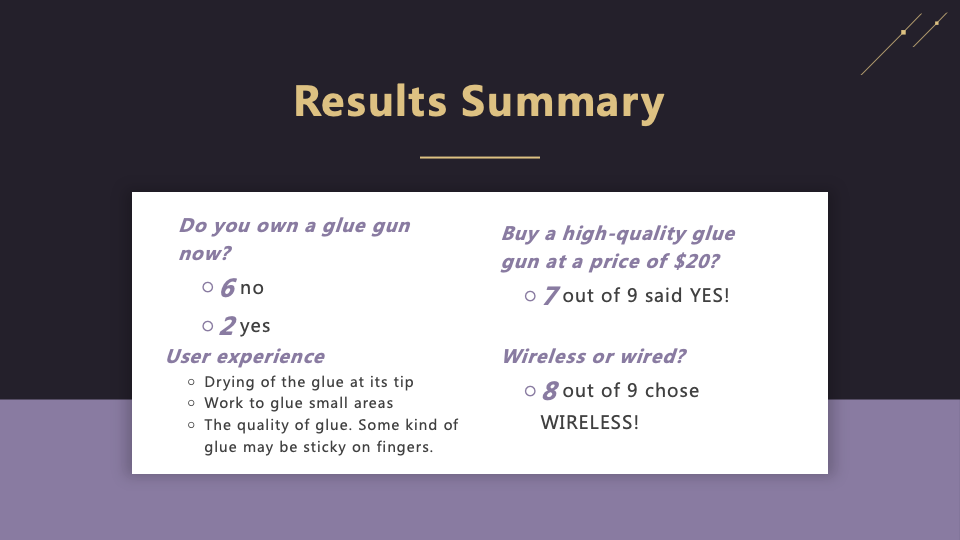 Results Summary
Do you own a glue gun
now?
6 no
2 yes
User experience
Drying of the glue at its tip
Work to glue small areas
The quality of glue. Some kind of
glue may be sticky on fingers.
Buy a high-quality glue
gun at a price of $20?
7 out of 9 said YES!
Wireless or wired?
8 out of 9 chose
WIRELESS!